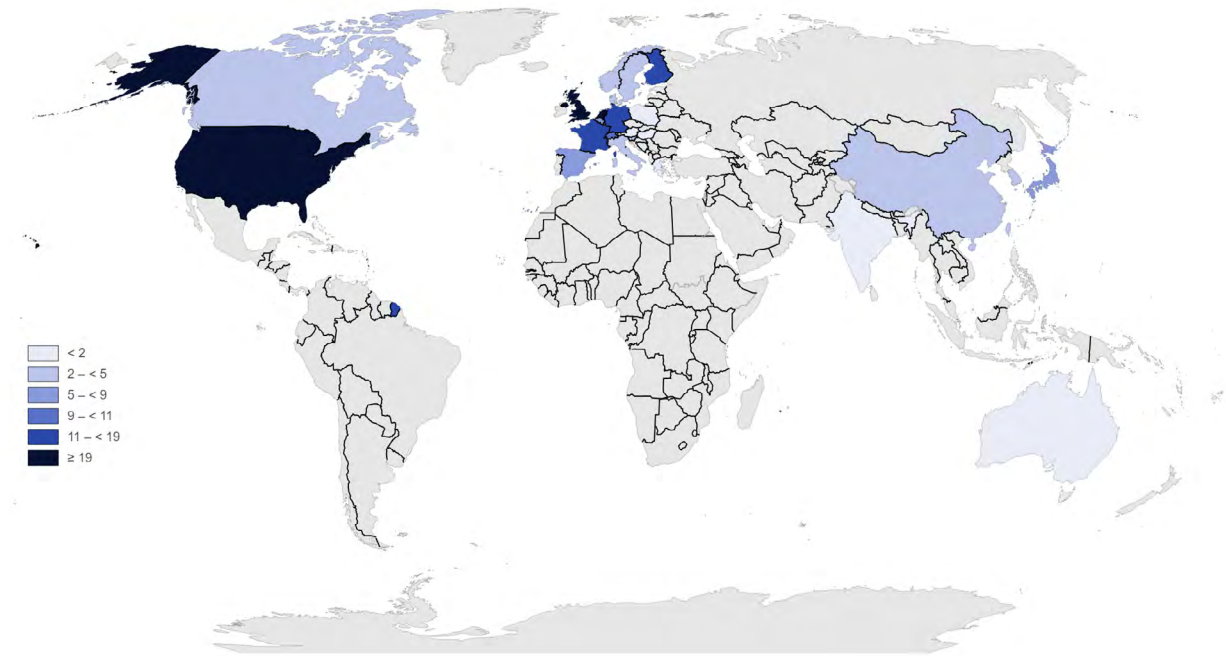 < 2
2 – < 5
5 – < 9
9 – < 11
11 – < 19
≥ 19